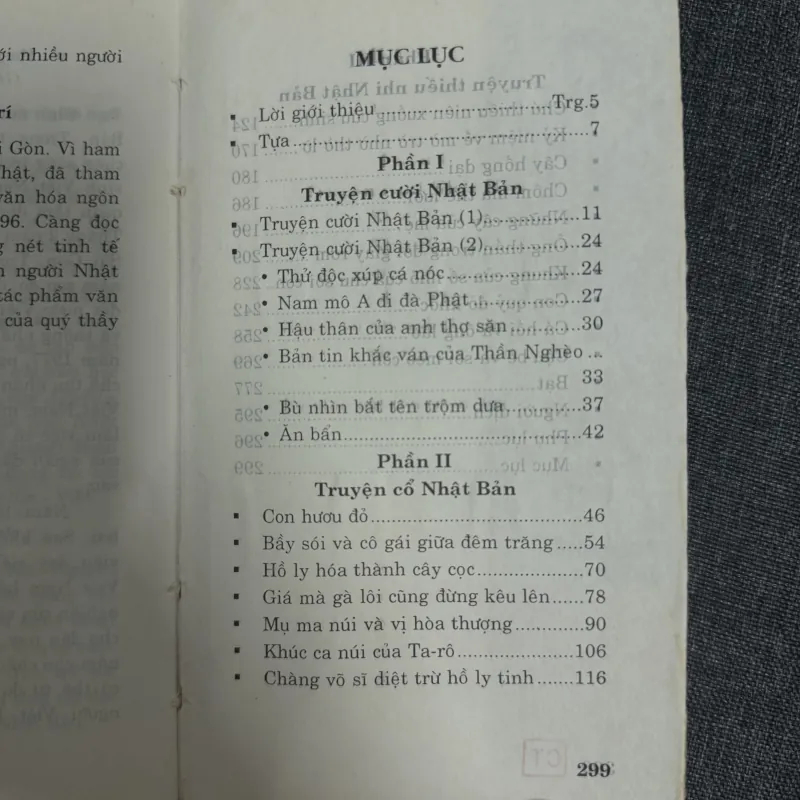 ới nhiều người
rí
i Gòn. Vì ham
hật, đã tham
văn hóa ngôn
96. Càng đọc
g nét tinh tế
n người Nhật
tác phẩm văn
của quý thầy
MỤC LỤC
▪ Lời giới thiệu ........................Trg.5
▪ Tựa........................................7
Phần I
Truyện cười Nhật Bản
▪ Truyện cười Nhật Bản (1)................11
▪ Truyện cười Nhật Bản (2)................24
• Thử độc xúp cá nóc................24
• Nam mô A di đà Phật................27
• Hậu thân của anh thợ săn..........30
• Bản tin khắc ván của Thần Nghèo ..
33
• Bù nhìn bắt tên trộm dưa..........37
• Ăn bẩn................................42
Phần II
Truyện cổ Nhật Bản
▪ Con hươu đỏ................................46
▪ Bầy sói và cô gái giữa đêm trăng.....54
▪ Hồ ly hóa thành cây cọc................70
▪ Giá mà gà lôi cũng đừng kêu lên......78
▪ Mụ ma núi và vị hòa thượng..........90
▪ Khúc ca núi của Ta-rô................106
▪ Chàng võ sĩ diệt trừ hồ ly tinh.......116
299